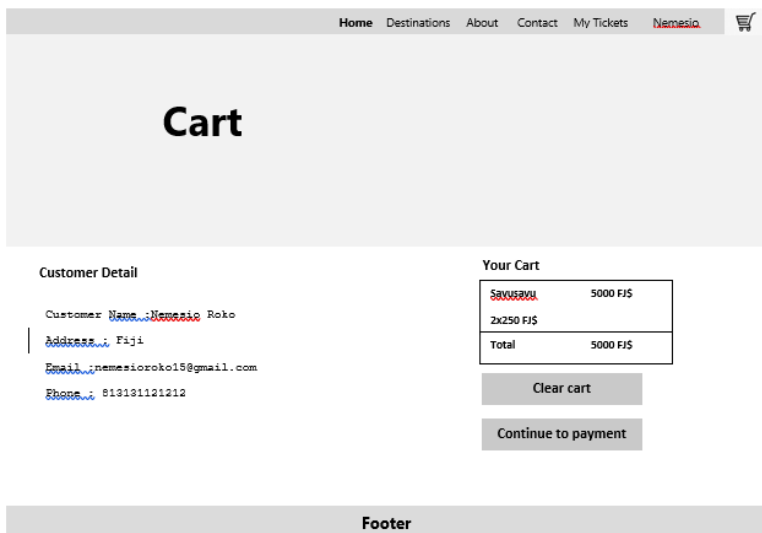 Home Destinations About Contact My Tickets Nemesio
Cart
Customer Detail
Customer Name :Nemesio Roko
Address : Fiji
Email :nemesioroko15@gmail.com
Phone : 813131121212
Your Cart
Savusavu 5000 FJ$
2x250 FJ$
Total 5000 FJ$
Clear cart
Continue to payment
Footer